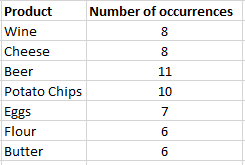 Product Number of occurrences
Wine 8
Cheese 8
Beer 11
Potato Chips 10
Eggs 7
Flour 6
Butter 6